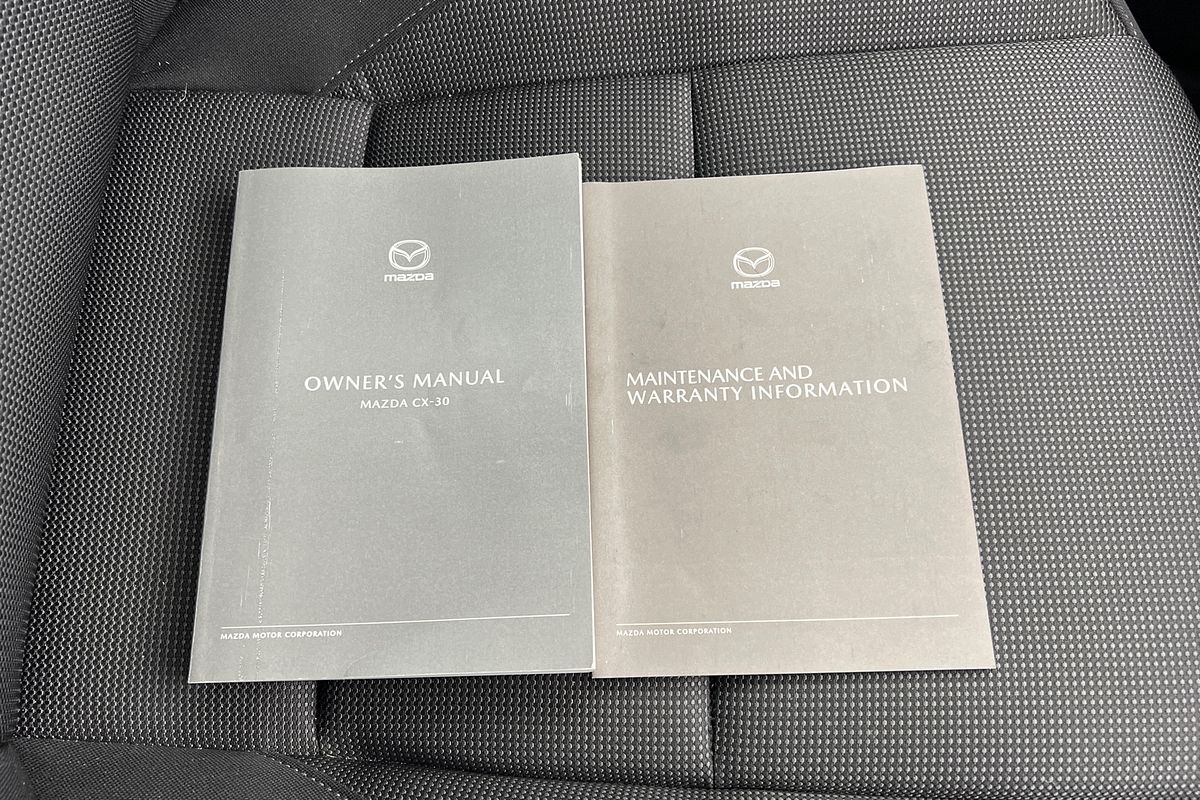 mazda
OWNER'S MANUAL
MAZDA CX-30
MAZDA MOTOR CORPORATION
mazda
MAINTENANCE AND
WARRANTY INFORMATION
MAZDA MOTOR CORPORATION